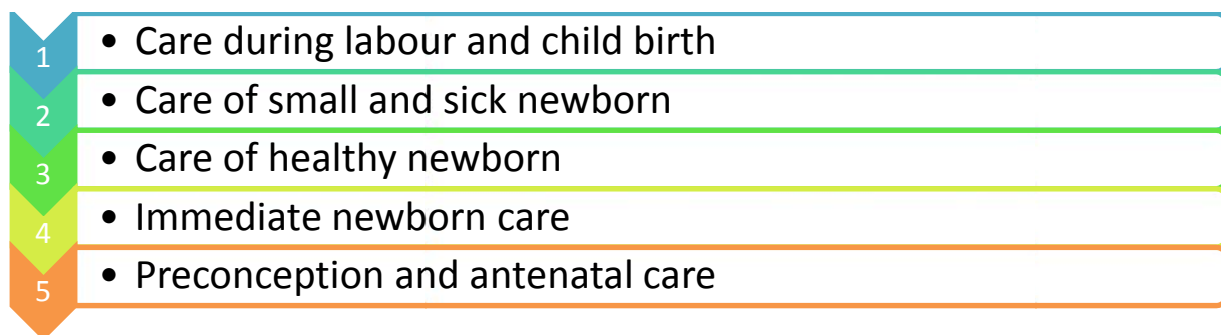 1 • Care during labour and child birth
2 • Care of small and sick newborn
3 • Care of healthy newborn
4 • Immediate newborn care
5 • Preconception and antenatal care